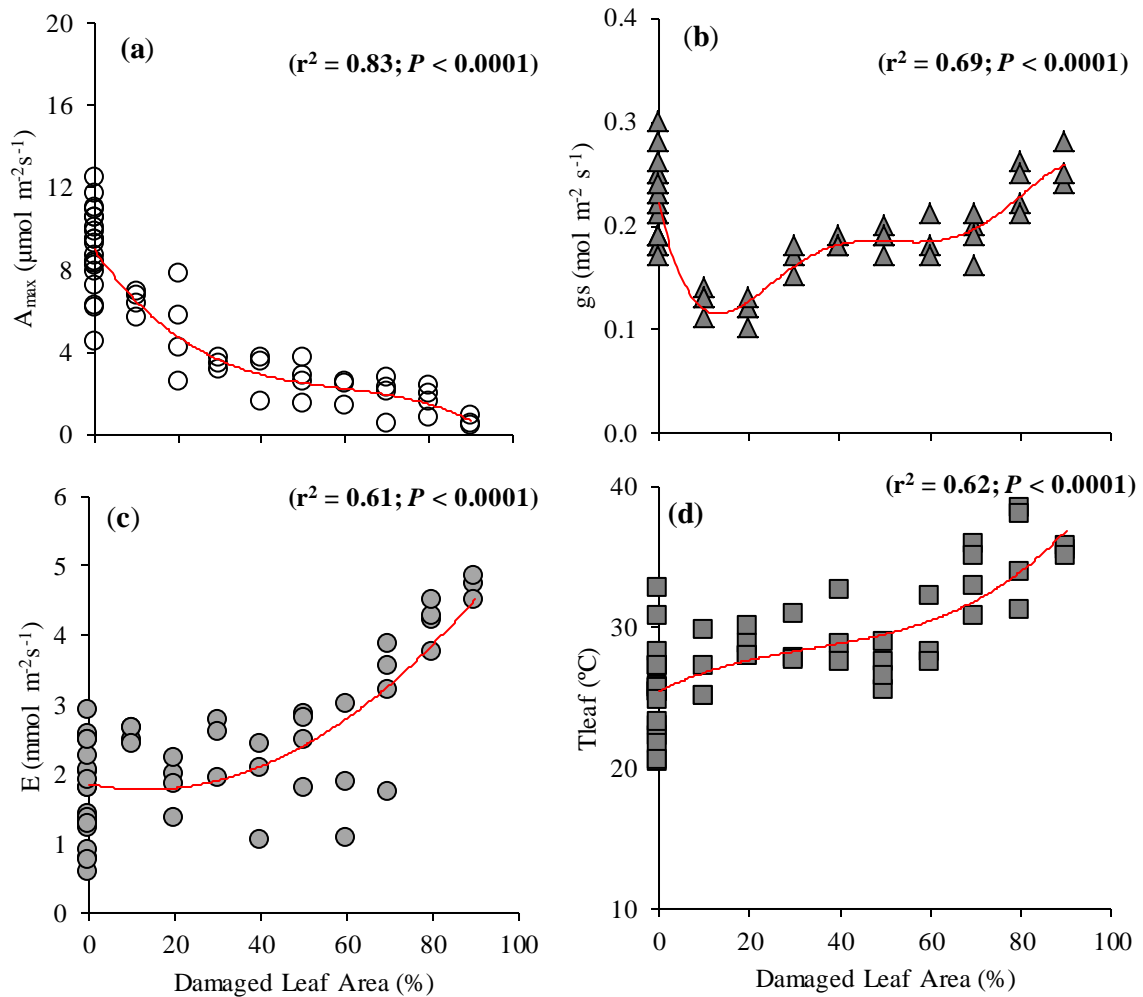 (a)
(r² = 0.83; P < 0.0001)
20
16
12
8
4
0
Amax (µmol m-2s-1)
(b)
(r² = 0.69; P < 0.0001)
0.4
0.3
0.2
0.1
0.0
gs (mol m-2 s-1)
(c)
(r² = 0.61; P < 0.0001)
6
5
4
3
2
1
0
E (mmol m-2s-1)
0 20 40 60 80 100
Damaged Leaf Area (%)
(d)
(r² = 0.62; P < 0.0001)
40
30
20
10
Tleaf (ºC)
0 20 40 60 80 100
Damaged Leaf Area (%)